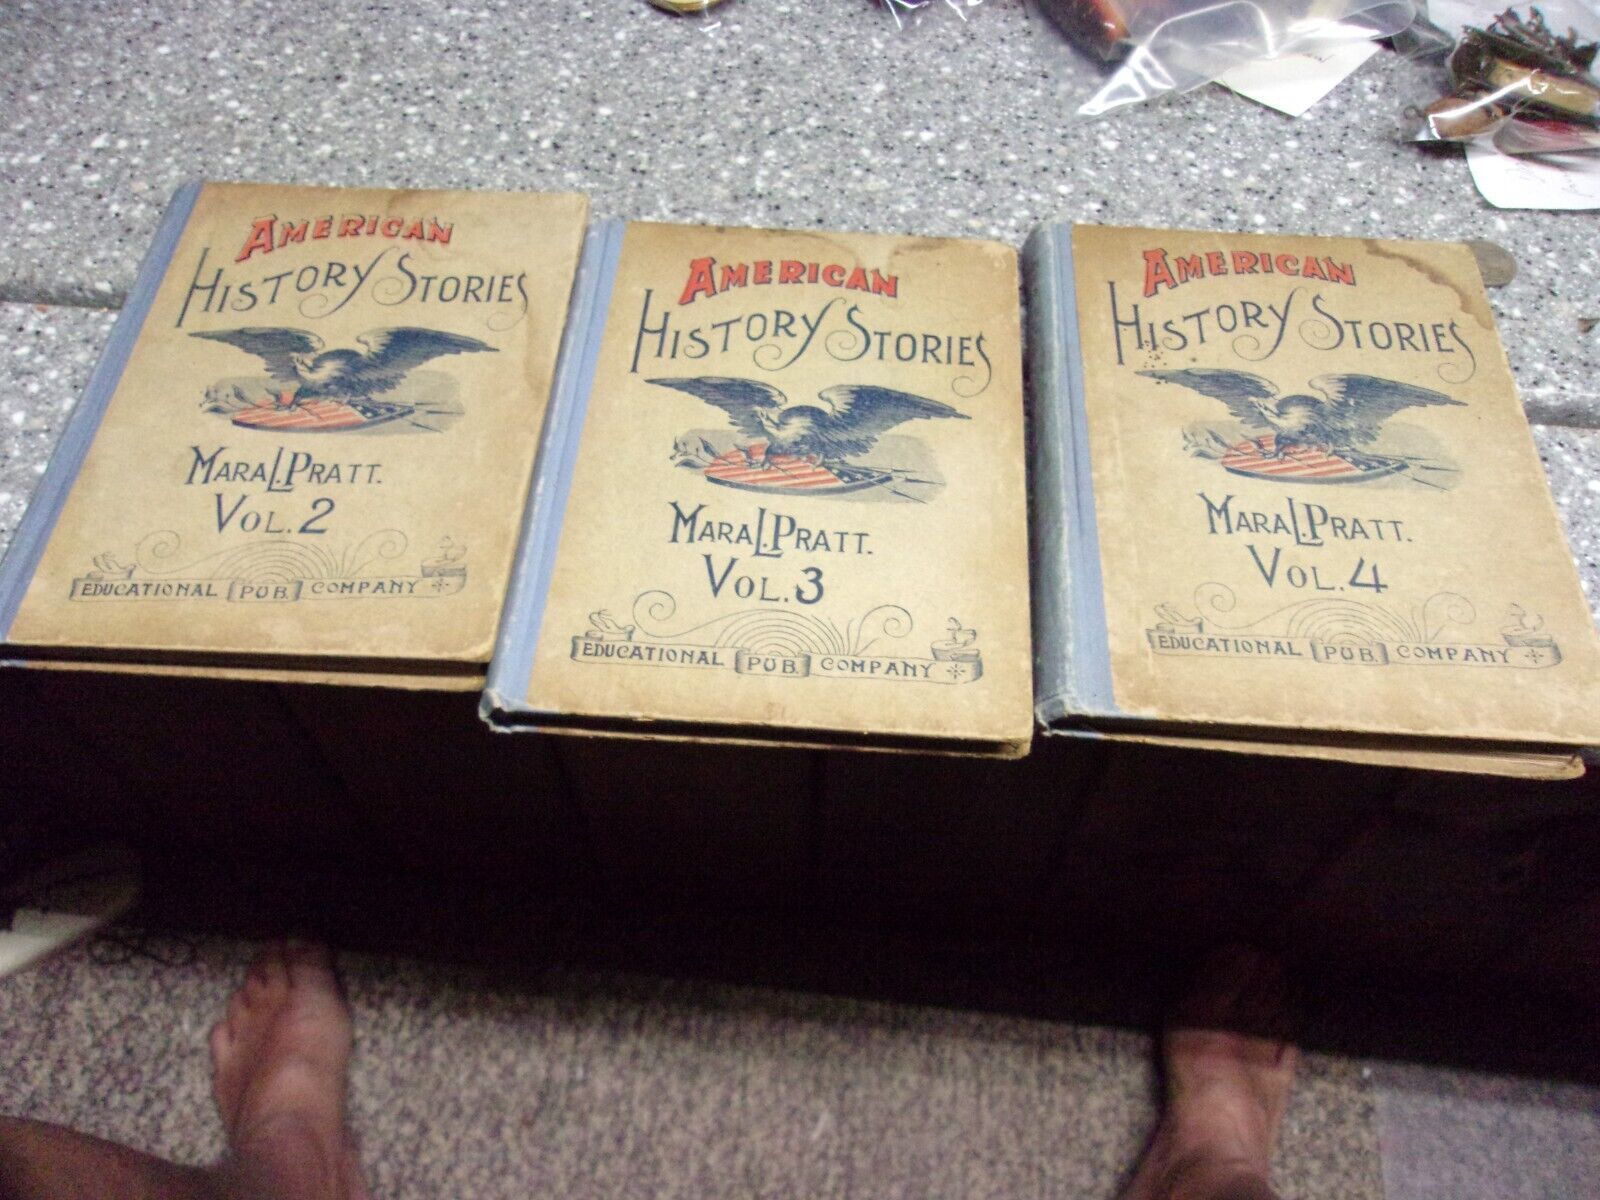 AMERICAN
HISTORY STORIES
MARA L. PRATT.
VOL. 2
EDUCATIONAL PUB. COMPANY
AMERICAN
HISTORY STORIES
MARA L. PRATT.
VOL. 3
EDUCATIONAL PUB. COMPANY
AMERICAN
HISTORY STORIES
MARA L. PRATT.
VOL. 4
EDUCATIONAL PUB. COMPANY